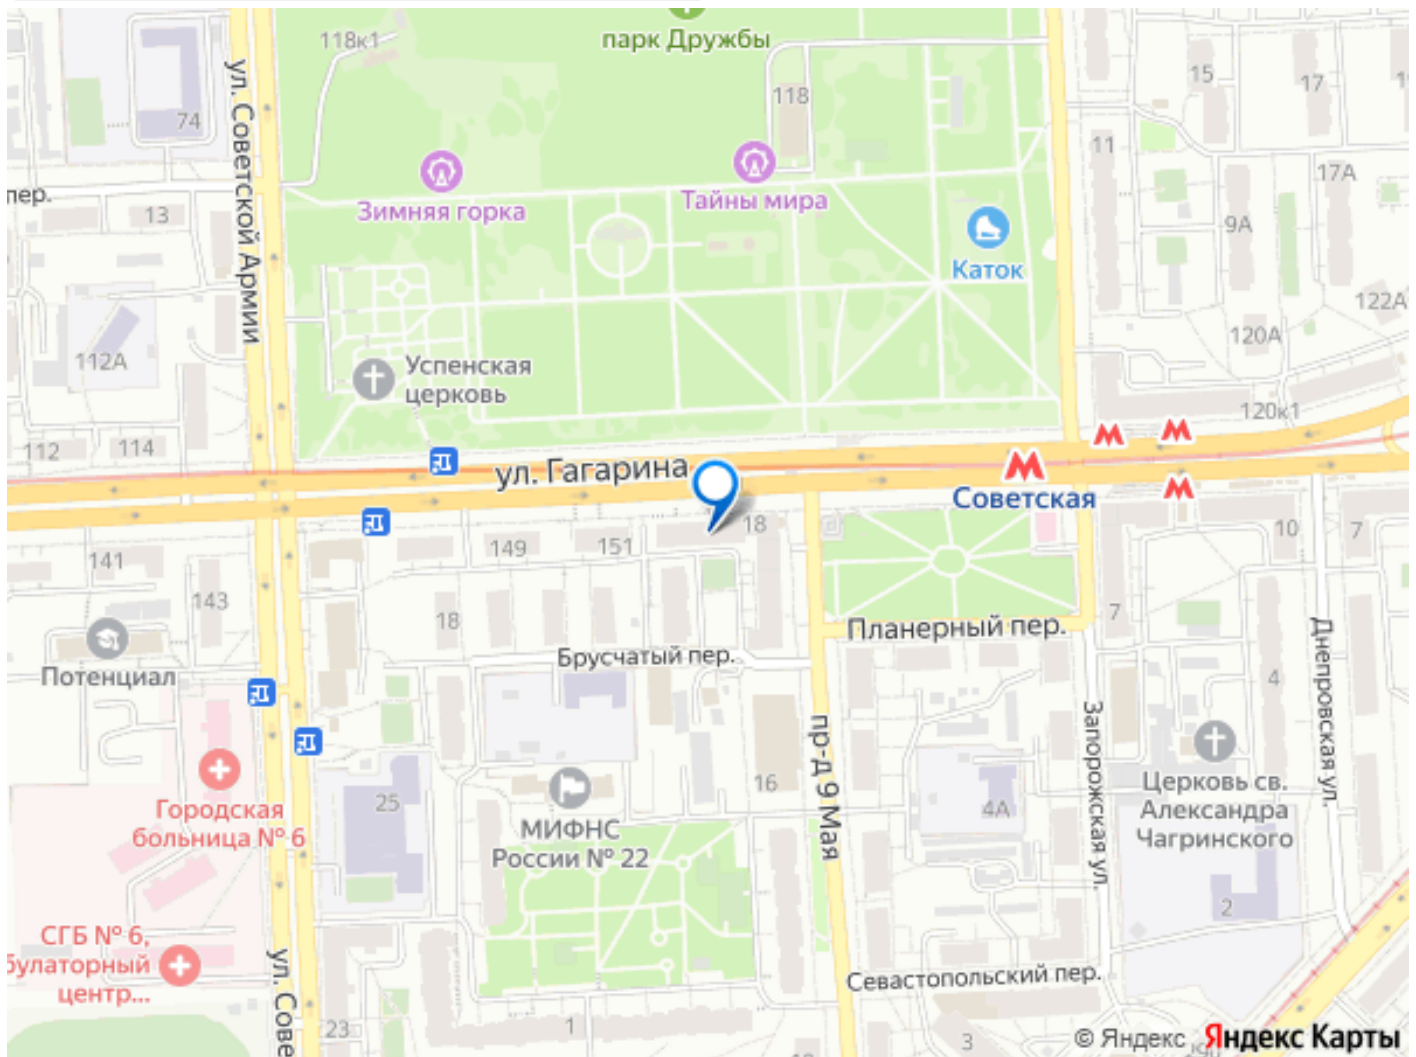 парк Дружбы
118к1
118
15
17
1
74
11
17А
ул. Советской Армии
пер.
13
Зимняя горка
Тайны мира
9А
Каток
122А
120А
112А
Успенская
церковь
120к1
112
114
ул. Гагарина
Советская
18
10
7
141
149
151
143
18
7
Планерный пер.
Потенциал
Брусчатый пер.
Днепровская ул.
4
Запорожская ул.
пр-д 9 Мая
Городская
больница № 6
25
16
4А
Церковь св.
Александра
Чагринского
МИФНС
России № 22
2
СГБ № 6,
булаторный
центр...
ул. Сове
Севастопольский пер.
23
1
3
© Яндекс Яндекс Карты